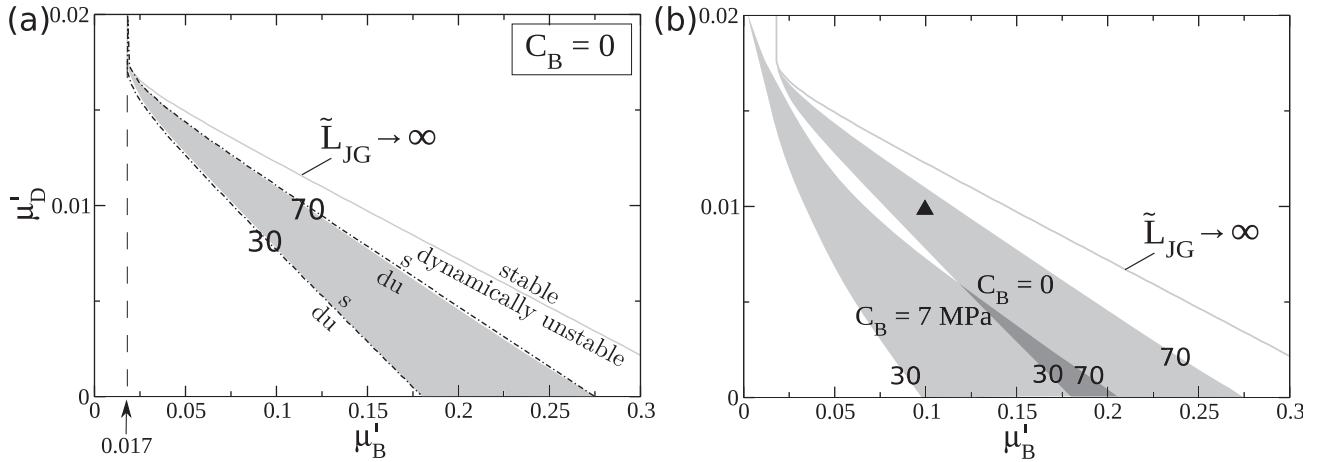 (a)
0.02
C_B = 0
L̃_JG → ∞
μ'_D
0.01
70
30
s
du
s
du
stable
dynamically unstable
0
0
0.05
0.1
0.15
0.2
0.25
0.3
0.017
μ'_B
(b)
0.02
0.01
L̃_JG → ∞
C_B = 0
C_B = 7 MPa
30
30
70
70
0
0
0.05
0.1
0.15
0.2
0.25
0.3
μ'_B